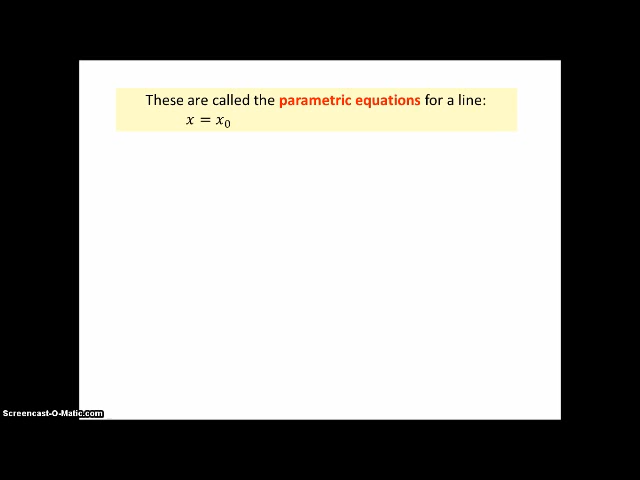 These are called the parametric equations for a line:
x = x₀
Screencast-O-Matic.com